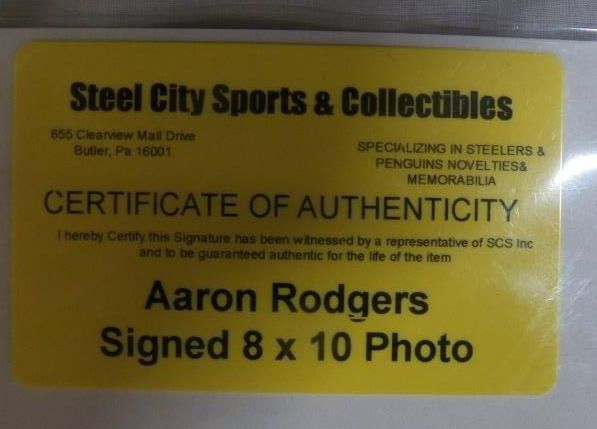 Steel City Sports & Collectibles
655 Clearview Mall Drive
Butler, Pa 16001
SPECIALIZING IN STEELERS &
PENGUINS NOVELTIES&
MEMORABILIA
CERTIFICATE OF AUTHENTICITY
I hereby Certify this Signature has been witnessed by a representative of SCS Inc
and to be guaranteed authentic for the life of the item
Aaron Rodgers
Signed 8 x 10 Photo